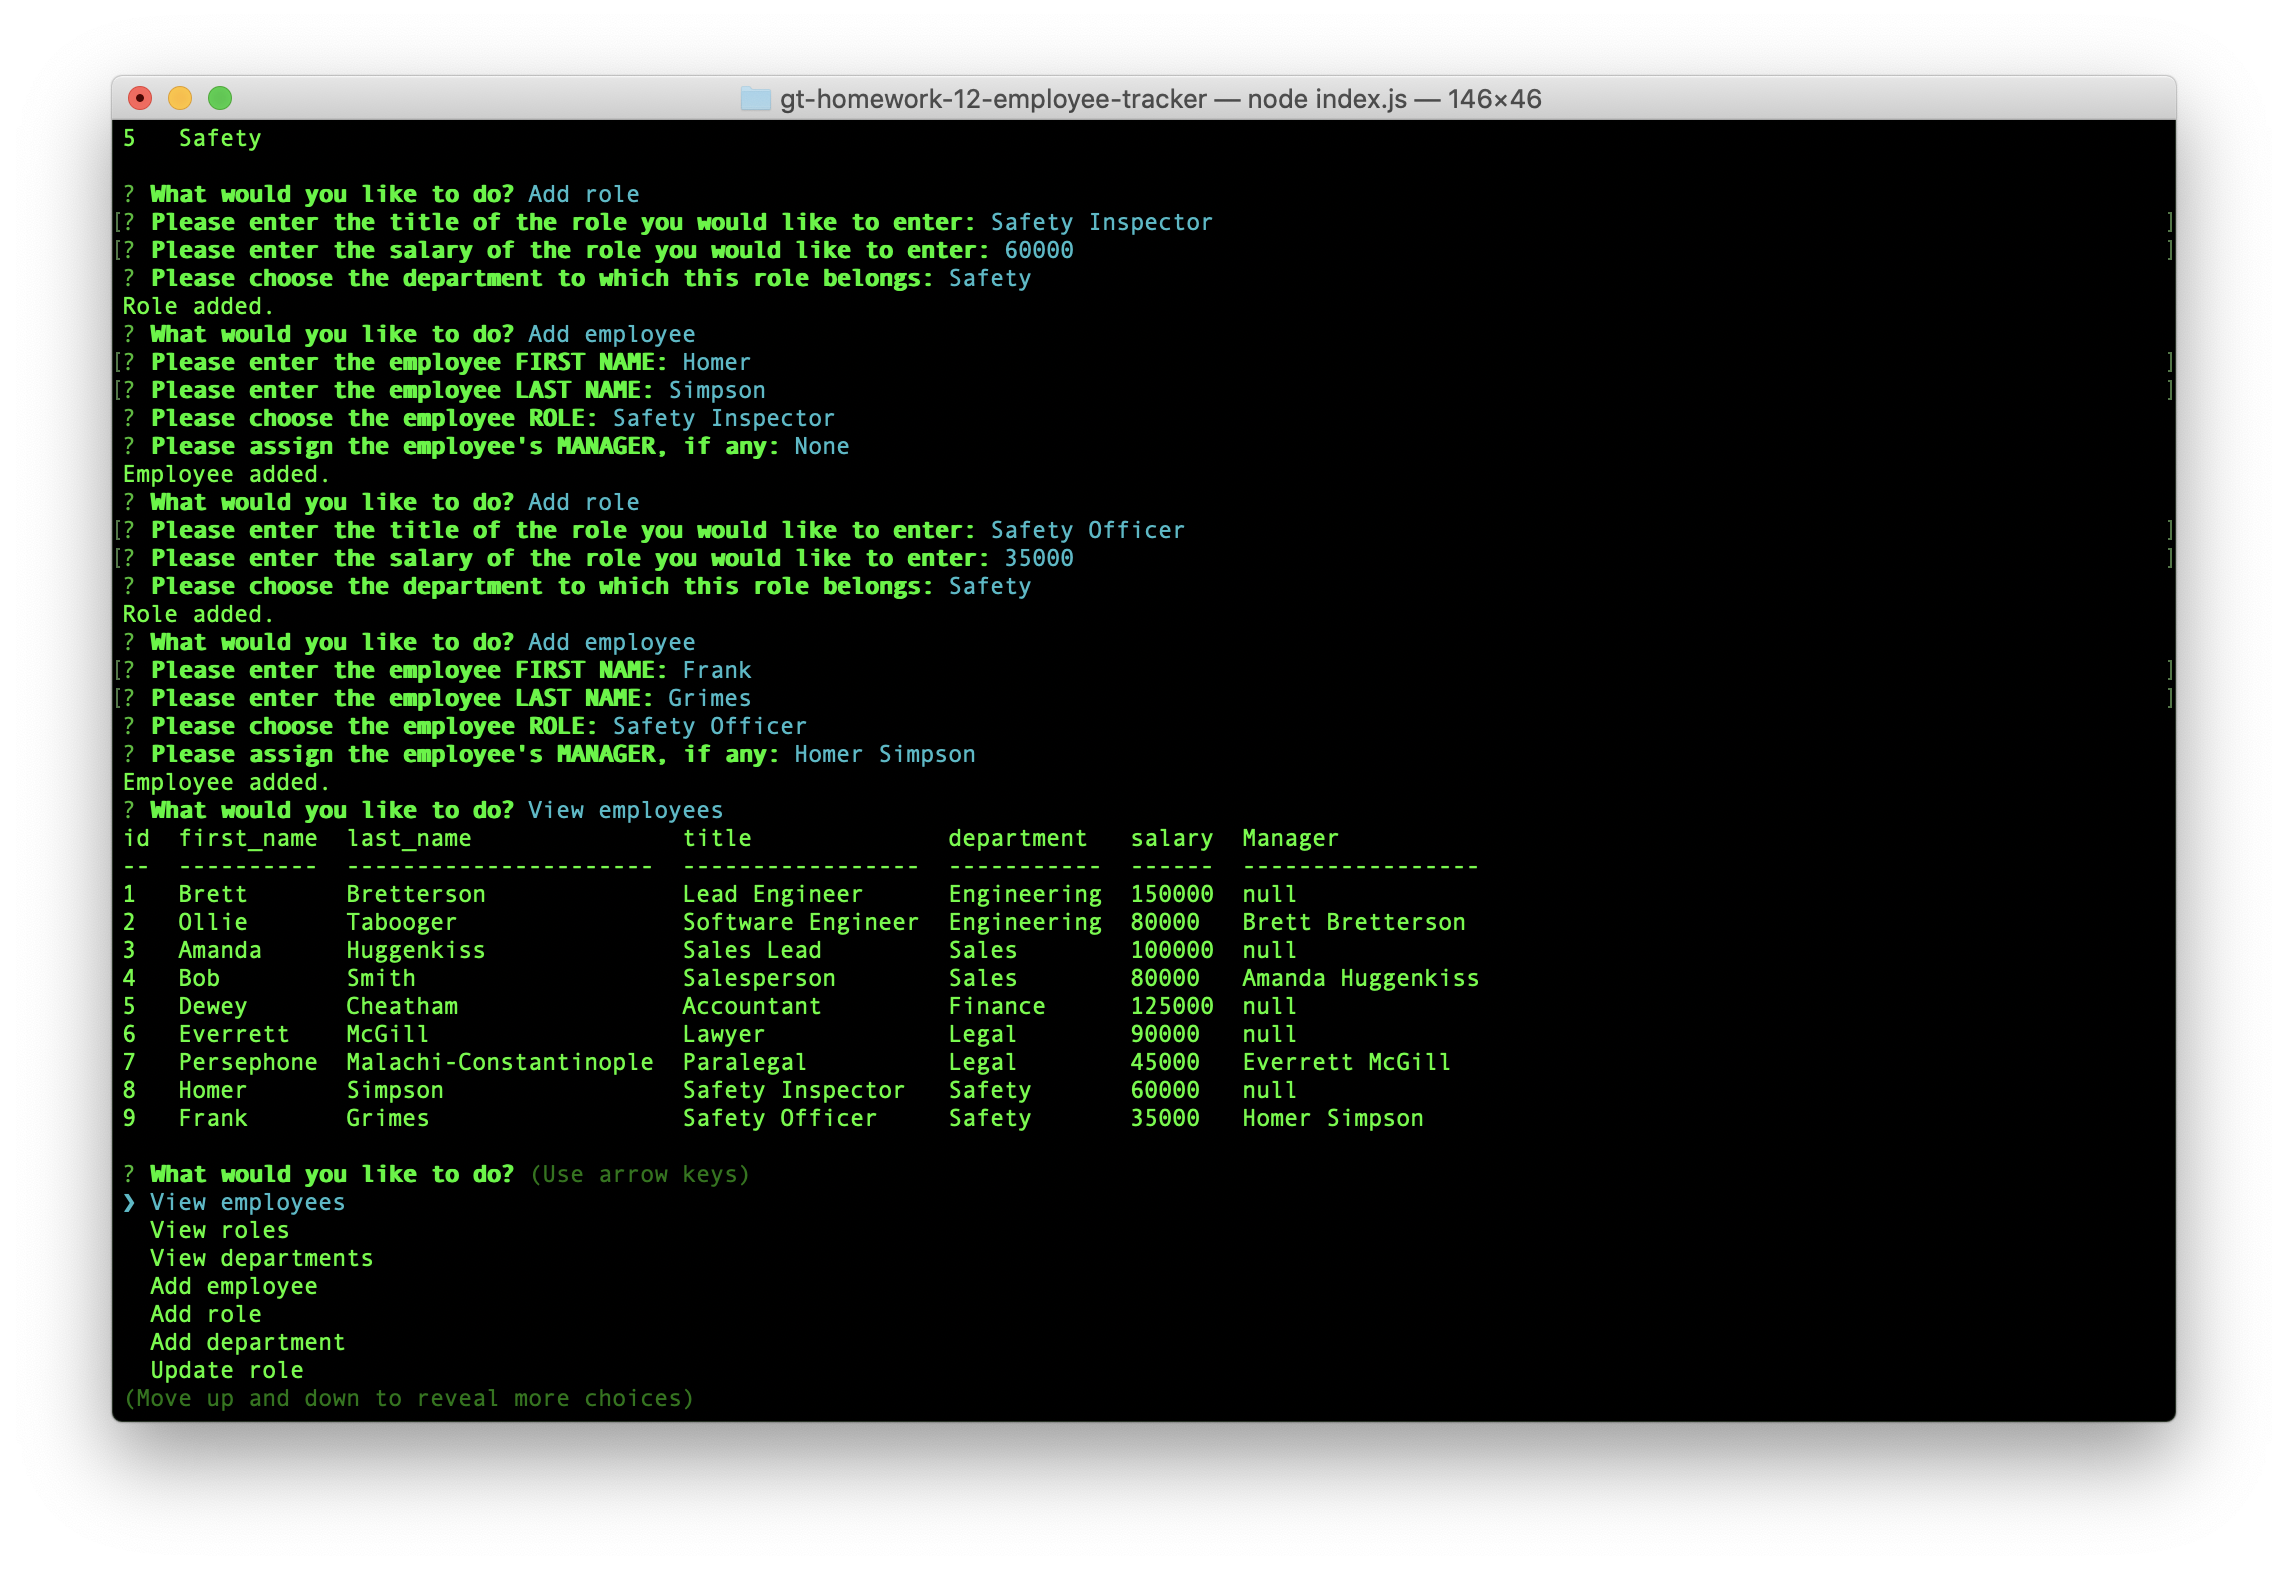 gt-homework-12-employee-tracker — node index.js — 146×46
5   Safety
? What would you like to do? Add role
[? Please enter the title of the role you would like to enter: Safety Inspector ]
[? Please enter the salary of the role you would like to enter: 60000 ]
? Please choose the department to which this role belongs: Safety
Role added.
? What would you like to do? Add employee
[? Please enter the employee FIRST NAME: Homer ]
[? Please enter the employee LAST NAME: Simpson ]
? Please choose the employee ROLE: Safety Inspector
? Please assign the employee's MANAGER, if any: None
Employee added.
? What would you like to do? Add role
[? Please enter the title of the role you would like to enter: Safety Officer ]
[? Please enter the salary of the role you would like to enter: 35000 ]
? Please choose the department to which this role belongs: Safety
Role added.
? What would you like to do? Add employee
[? Please enter the employee FIRST NAME: Frank ]
[? Please enter the employee LAST NAME: Grimes ]
? Please choose the employee ROLE: Safety Officer
? Please assign the employee's MANAGER, if any: Homer Simpson
Employee added.
? What would you like to do? View employees
id  first_name  last_name               title              department   salary  Manager
--  ----------  ----------------------  -----------------  -----------  ------  -----------------
1   Brett       Bretterson              Lead Engineer      Engineering  150000  null
2   Ollie       Tabooger                Software Engineer  Engineering  80000   Brett Bretterson
3   Amanda      Huggenkiss              Sales Lead         Sales        100000  null
4   Bob         Smith                   Salesperson        Sales        80000   Amanda Huggenkiss
5   Dewey       Cheatham                Accountant         Finance      125000  null
6   Everrett    McGill                  Lawyer             Legal        90000   null
7   Persephone  Malachi-Constantinople  Paralegal          Legal        45000   Everrett McGill
8   Homer       Simpson                 Safety Inspector   Safety       60000   null
9   Frank       Grimes                  Safety Officer     Safety       35000   Homer Simpson
? What would you like to do? (Use arrow keys)
❯ View employees
View roles
View departments
Add employee
Add role
Add department
Update role
(Move up and down to reveal more choices)